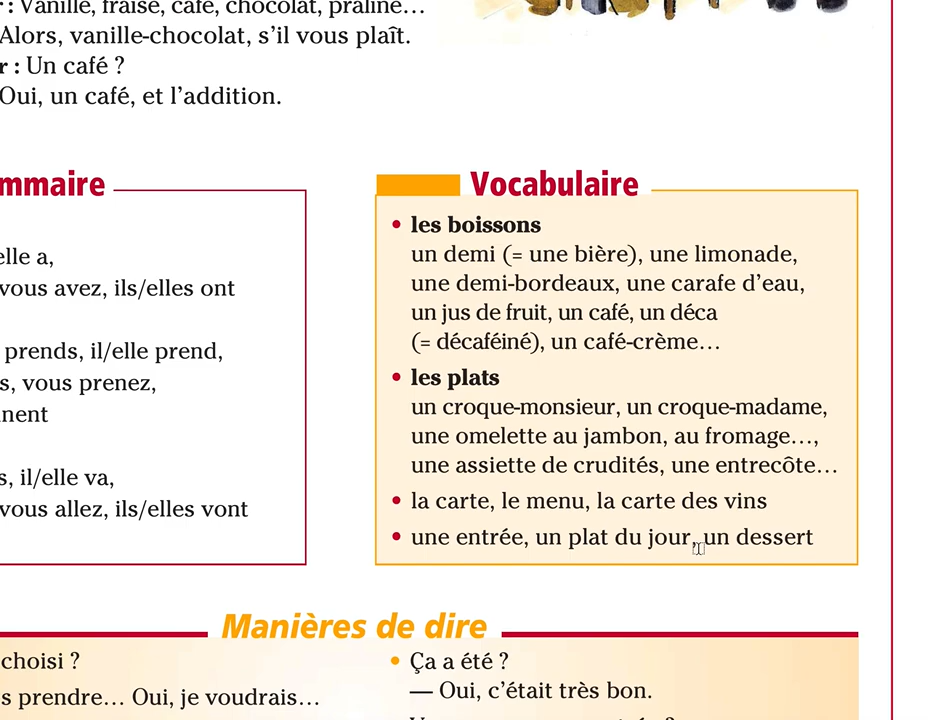 r : Vanille, fraise, café, chocolat, praline…
Alors, vanille-chocolat, s’il vous plaît.
r : Un café ?
Oui, un café, et l’addition.
mmaire
elle a,
vous avez, ils/elles ont
prends, il/elle prend,
s, vous prenez,
nent
s, il/elle va,
vous allez, ils/elles vont
Vocabulaire
• les boissons
un demi (= une bière), une limonade,
une demi-bordeaux, une carafe d’eau,
un jus de fruit, un café, un déca
(= décaféiné), un café-crème…
• les plats
un croque-monsieur, un croque-madame,
une omelette au jambon, au fromage…,
une assiette de crudités, une entrecôte…
• la carte, le menu, la carte des vins
• une entrée, un plat du jour, un dessert
Manières de dire
choisi ?
s prendre… Oui, je voudrais…
• Ça a été ?
— Oui, c’était très bon.